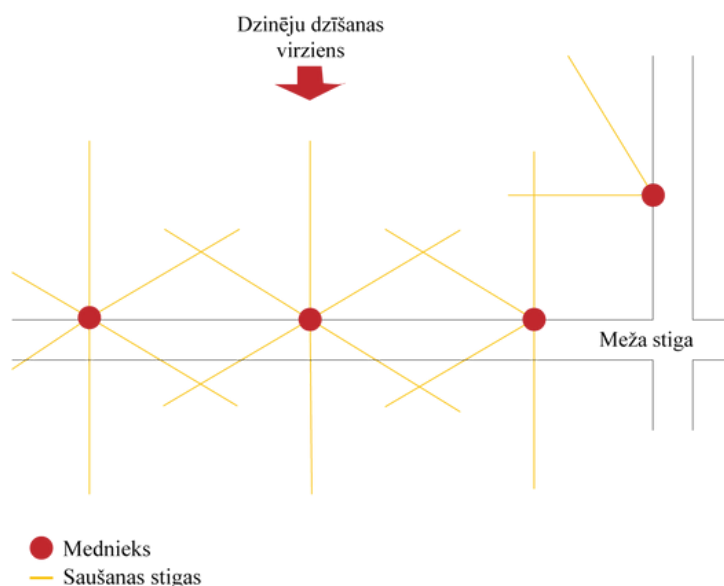 Dzinēju dzīšanas
virziens
Meža stiga
Mednieks
Saušanas stigas